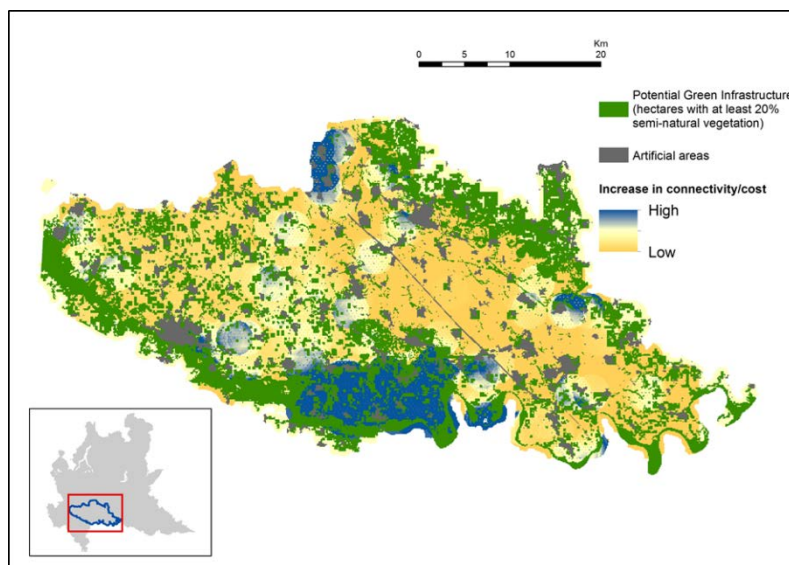 Km
0 5 10 20
Potential Green Infrastructure
(hectares with at least 20%
semi-natural vegetation)
Artificial areas
Increase in connectivity/cost
High
Low